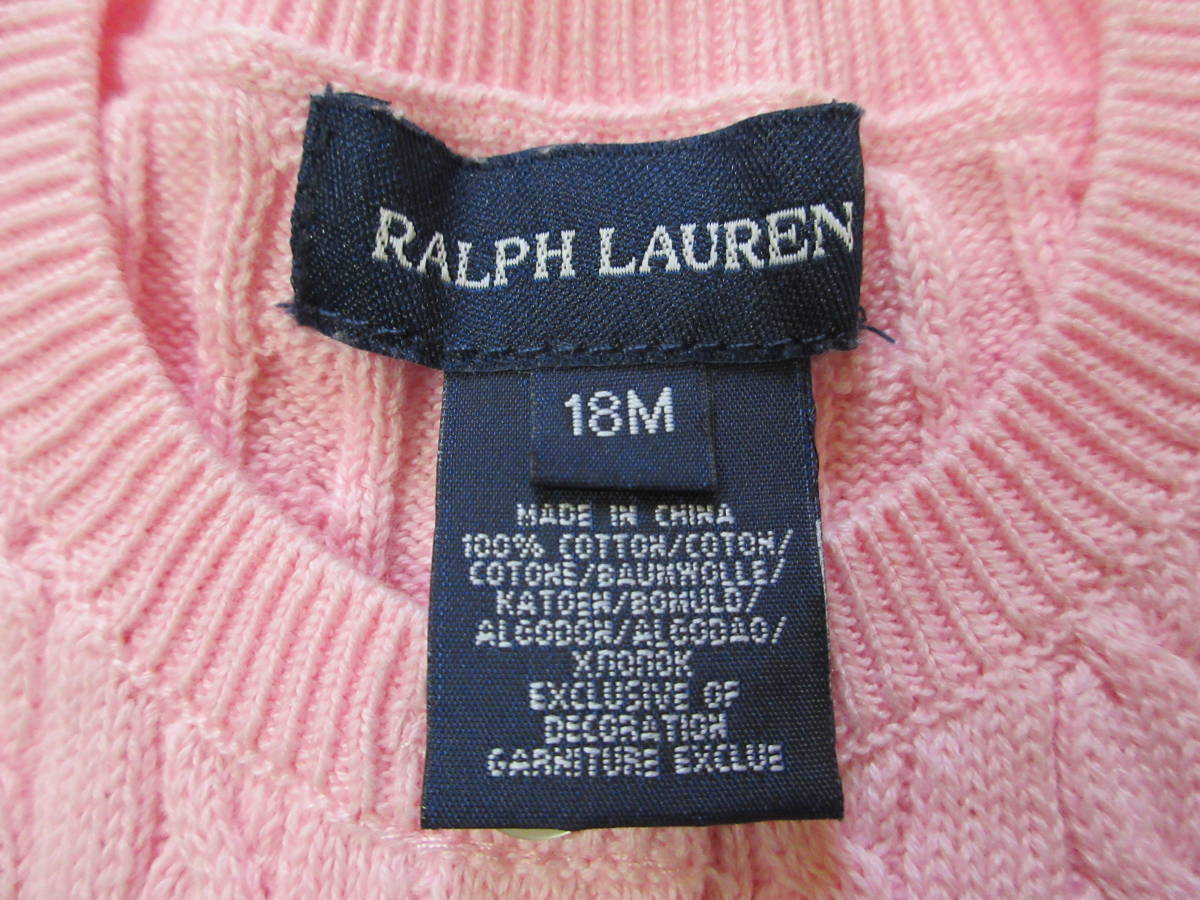 RALPH LAUREN
18M
MADE IN CHINA
100% COTTON/COTON/
COTONE/BAUMWOLLE/
KATOEN/BOMULD/
ALGODON/ALGODAO/
ХЛОПОК
EXCLUSIVE OF
DECORATION
GARNITURE EXCLUE